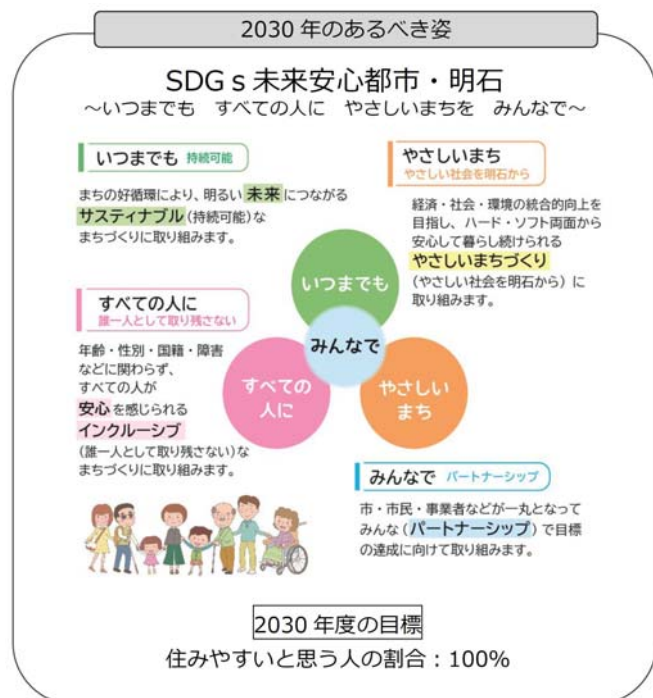 2030 年のあるべき姿
SDGｓ未来安心都市・明石
～いつまでも　すべての人に　やさしいまちを　みんなで～
いつまでも 持続可能
まちの好循環により、明るい 未来 につながる
サスティナブル (持続可能) な
まちづくりに取り組みます。
やさしいまち
やさしい社会を明石から
経済・社会・環境の統合的向上を
目指し、ハード・ソフト両面から
安心して暮らし続けられる
やさしいまちづくり
(やさしい社会を明石から) に
取り組みます。
すべての人に
誰一人として取り残さない
年齢・性別・国籍・障害
などに関わらず、
すべての人が
安心 を感じられる
インクルーシブ
(誰一人として取り残さない) な
まちづくりに取り組みます。
いつまでも
みんなで
すべての
人に
やさしい
まち
みんなで パートナーシップ
市・市民・事業者などが一丸となって
みんな (パートナーシップ) で目標
の達成に向けて取り組みます。
2030 年度の目標
住みやすいと思う人の割合：100%